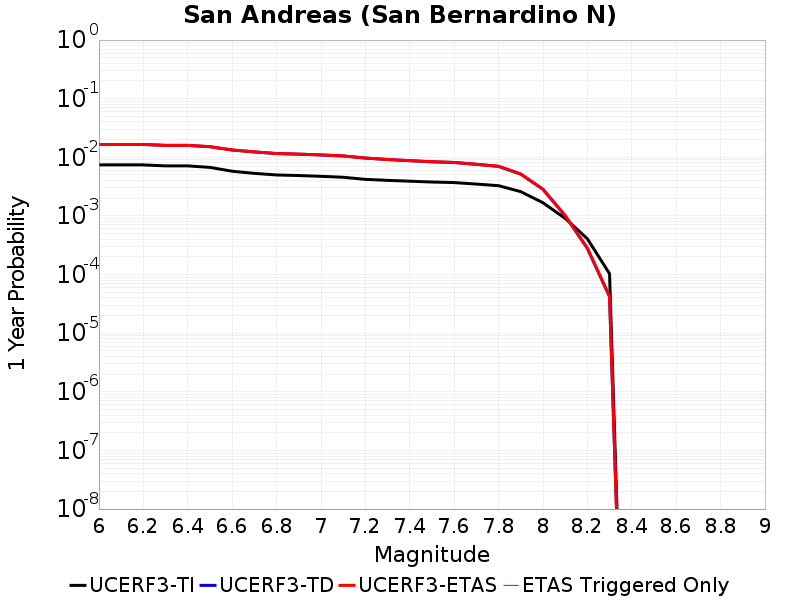 San Andreas (San Bernardino N)
1 Year Probability
10^0
10^-1
10^-2
10^-3
10^-4
10^-5
10^-6
10^-7
10^-8
6 6.2 6.4 6.6 6.8 7 7.2 7.4 7.6 7.8 8 8.2 8.4 8.6 8.8 9
Magnitude
UCERF3-TI UCERF3-TD UCERF3-ETAS ETAS Triggered Only